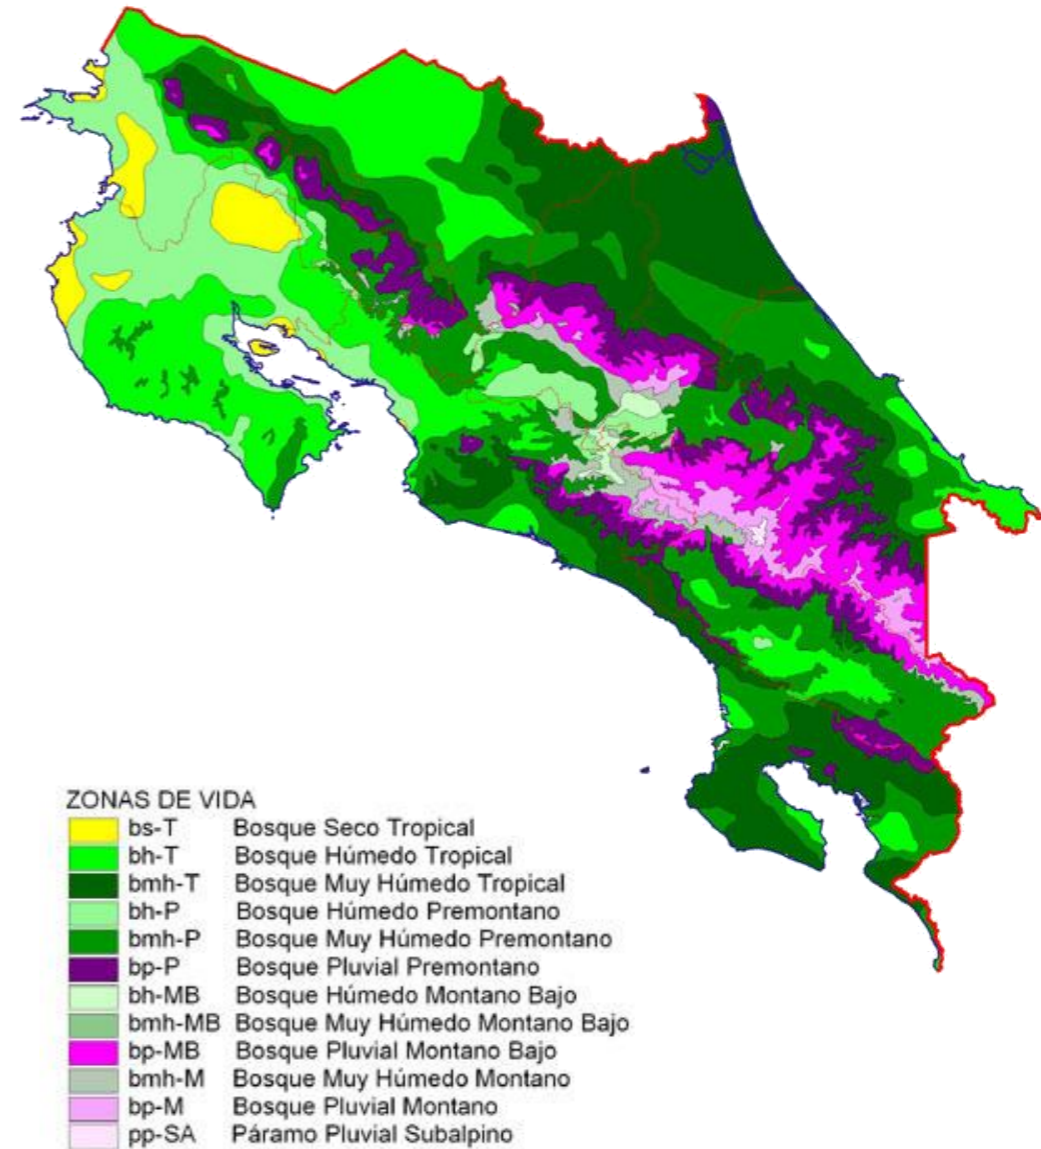 ZONAS DE VIDA
bs-T Bosque Seco Tropical
bh-T Bosque Húmedo Tropical
bmh-T Bosque Muy Húmedo Tropical
bh-P Bosque Húmedo Premontano
bmh-P Bosque Muy Húmedo Premontano
bp-P Bosque Pluvial Premontano
bh-MB Bosque Húmedo Montano Bajo
bmh-MB Bosque Muy Húmedo Montano Bajo
bp-MB Bosque Pluvial Montano Bajo
bmh-M Bosque Muy Húmedo Montano
bp-M Bosque Pluvial Montano
pp-SA Páramo Pluvial Subalpino